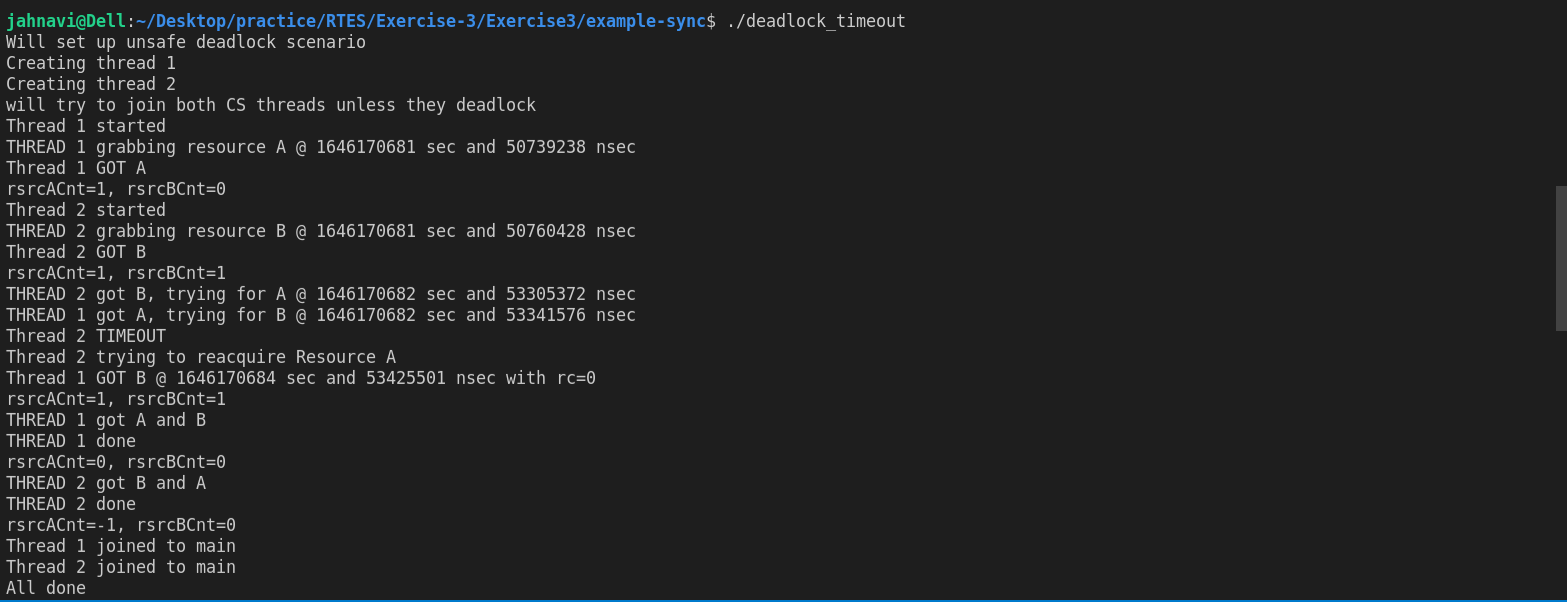 jahnavi@Dell:~/Desktop/practice/RTES/Exercise-3/Exercise3/example-sync$ ./deadlock_timeout
Will set up unsafe deadlock scenario
Creating thread 1
Creating thread 2
will try to join both CS threads unless they deadlock
Thread 1 started
THREAD 1 grabbing resource A @ 1646170681 sec and 50739238 nsec
Thread 1 GOT A
rsrcACnt=1, rsrcBCnt=0
Thread 2 started
THREAD 2 grabbing resource B @ 1646170681 sec and 50760428 nsec
Thread 2 GOT B
rsrcACnt=1, rsrcBCnt=1
THREAD 2 got B, trying for A @ 1646170682 sec and 53305372 nsec
THREAD 1 got A, trying for B @ 1646170682 sec and 53341576 nsec
Thread 2 TIMEOUT
Thread 2 trying to reacquire Resource A
Thread 1 GOT B @ 1646170684 sec and 53425501 nsec with rc=0
rsrcACnt=1, rsrcBCnt=1
THREAD 1 got A and B
THREAD 1 done
rsrcACnt=0, rsrcBCnt=0
THREAD 2 got B and A
THREAD 2 done
rsrcACnt=-1, rsrcBCnt=0
Thread 1 joined to main
Thread 2 joined to main
All done